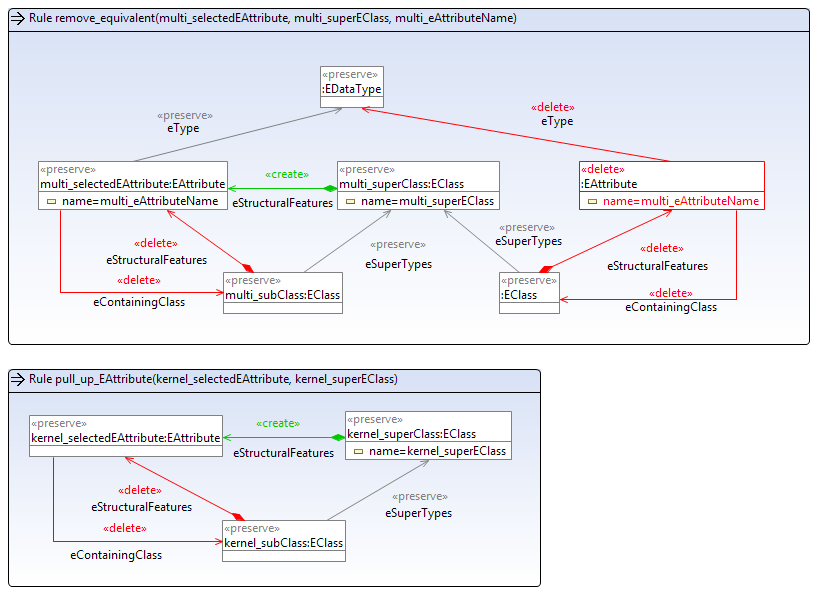 Rule remove_equivalent(multi_selectedEAttribute, multi_superEClass, multi_eAttributeName)
«preserve»
:EDataType
«preserve»
eType
«delete»
eType
«preserve»
multi_selectedEAttribute:EAttribute
name=multi_eAttributeName
«create»
eStructuralFeatures
«preserve»
multi_superClass:EClass
name=multi_superEClass
«delete»
:EAttribute
name=multi_eAttributeName
«delete»
eStructuralFeatures
«delete»
eContainingClass
«preserve»
eSuperTypes
«preserve»
eSuperTypes
«delete»
eStructuralFeatures
«delete»
eContainingClass
«preserve»
multi_subClass:EClass
«preserve»
:EClass
Rule pull_up_EAttribute(kernel_selectedEAttribute, kernel_superEClass)
«preserve»
kernel_selectedEAttribute:EAttribute
«create»
eStructuralFeatures
«preserve»
kernel_superClass:EClass
name=kernel_superEClass
«delete»
eStructuralFeatures
«delete»
eContainingClass
«preserve»
eSuperTypes
«preserve»
kernel_subClass:EClass